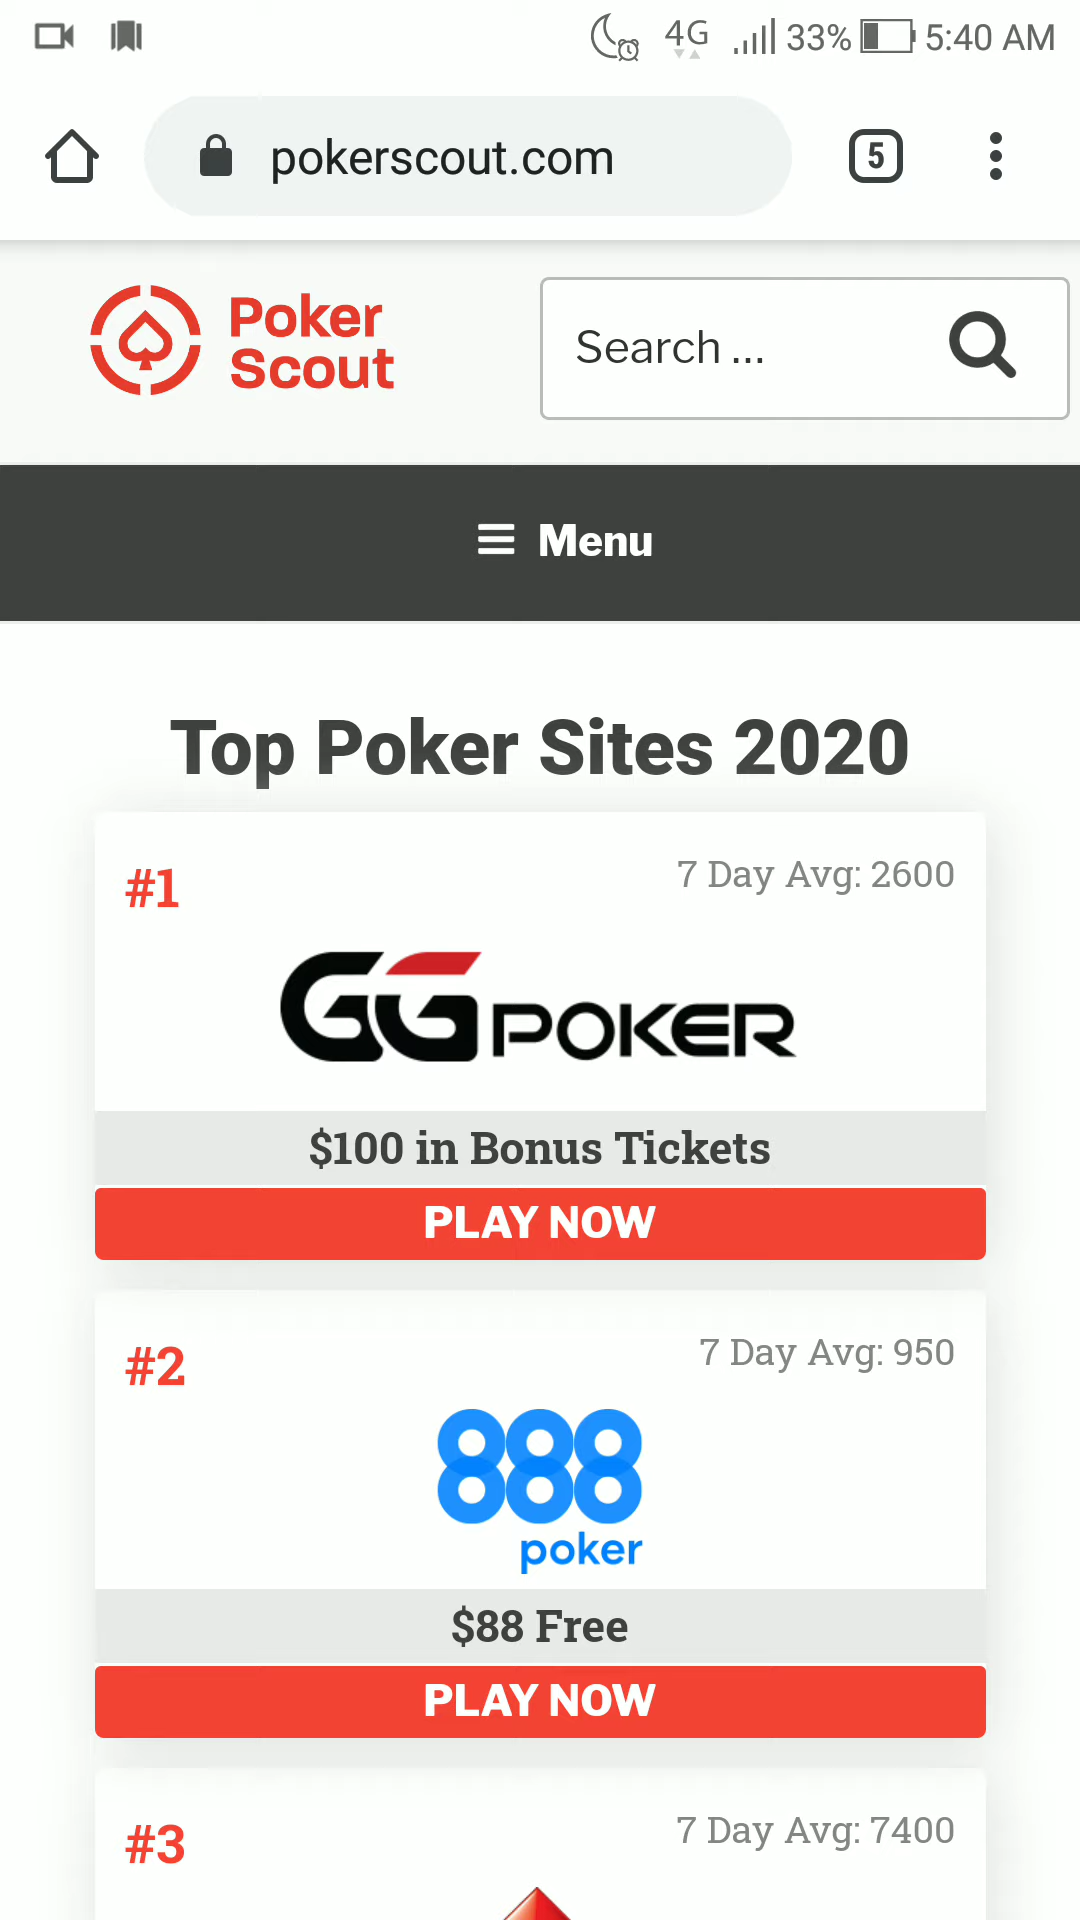 4G 33% 5:40 AM
pokerscout.com 5
Poker
Scout
Search ...
Menu
Top Poker Sites 2020
#1 7 Day Avg: 2600
GGPOKER
$100 in Bonus Tickets
PLAY NOW
#2 7 Day Avg: 950
888
poker
$88 Free
PLAY NOW
#3 7 Day Avg: 7400